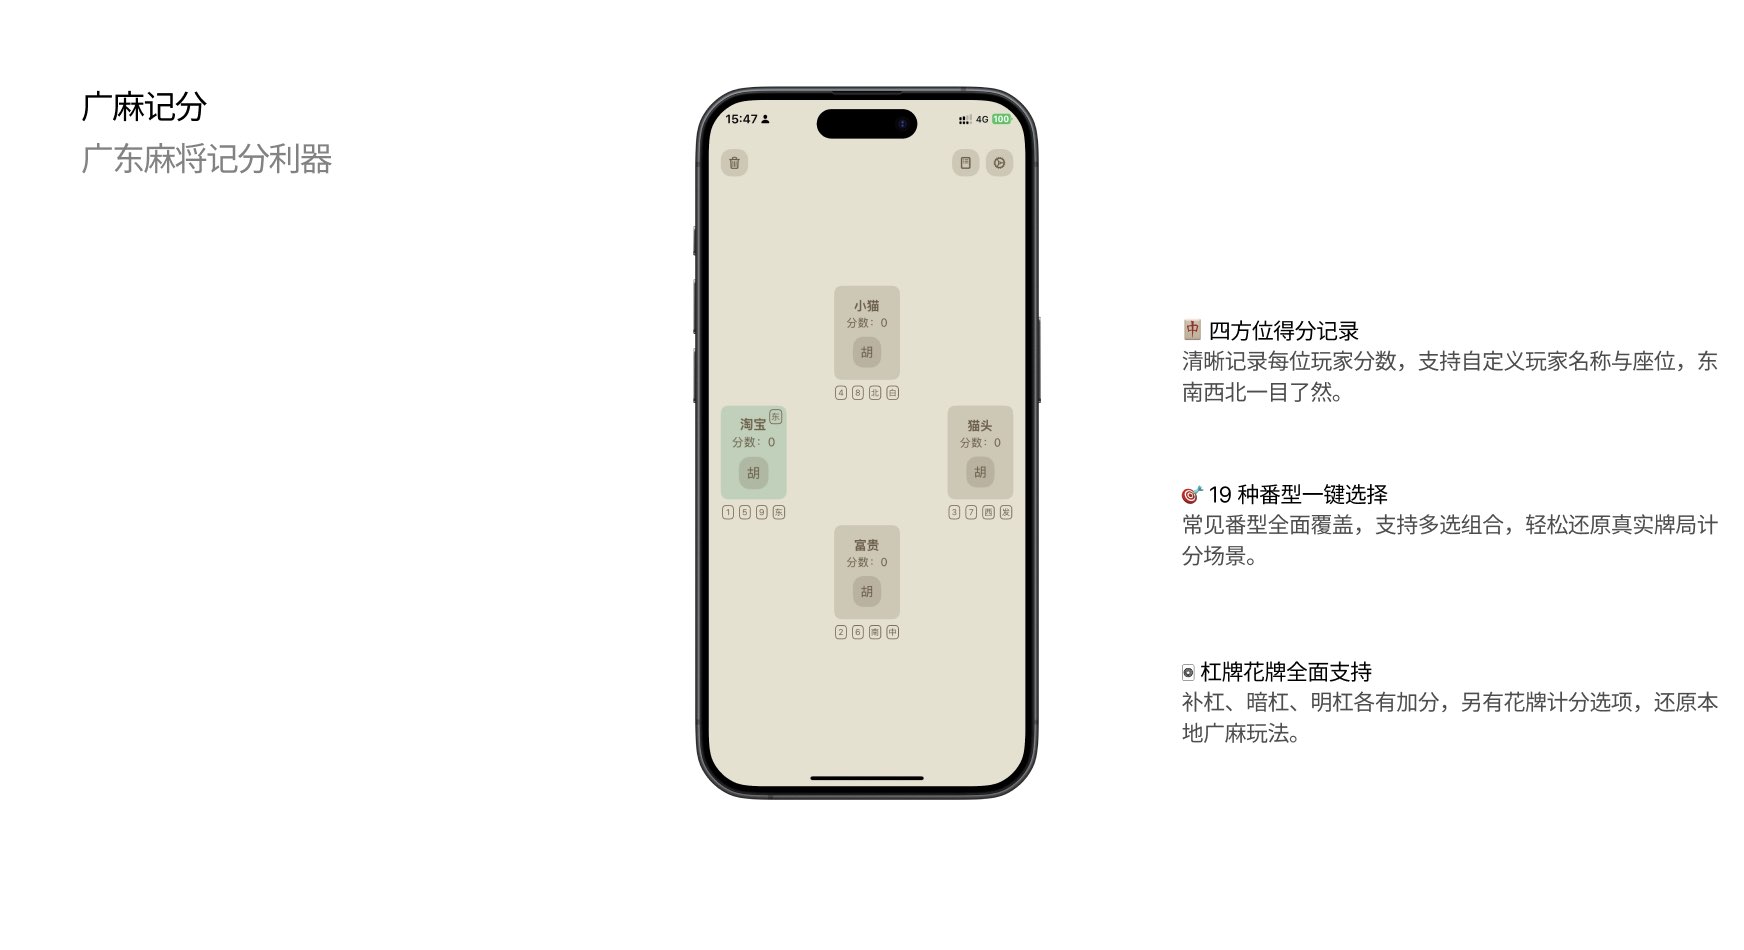 广麻记分
广东麻将记分利器
15:47
4G
100
小猫
分数：0
胡
4 8 北 白
淘宝 东
分数：0
胡
1 5 9 东
猫头
分数：0
胡
3 7 西 发
富贵
分数：0
胡
2 6 南 中
🀄 四方位得分记录
清晰记录每位玩家分数，支持自定义玩家名称与座位，东
南西北一目了然。
🎯 19 种番型一键选择
常见番型全面覆盖，支持多选组合，轻松还原真实牌局计
分场景。
🀙 杠牌花牌全面支持
补杠、暗杠、明杠各有加分，另有花牌计分选项，还原本
地广麻玩法。